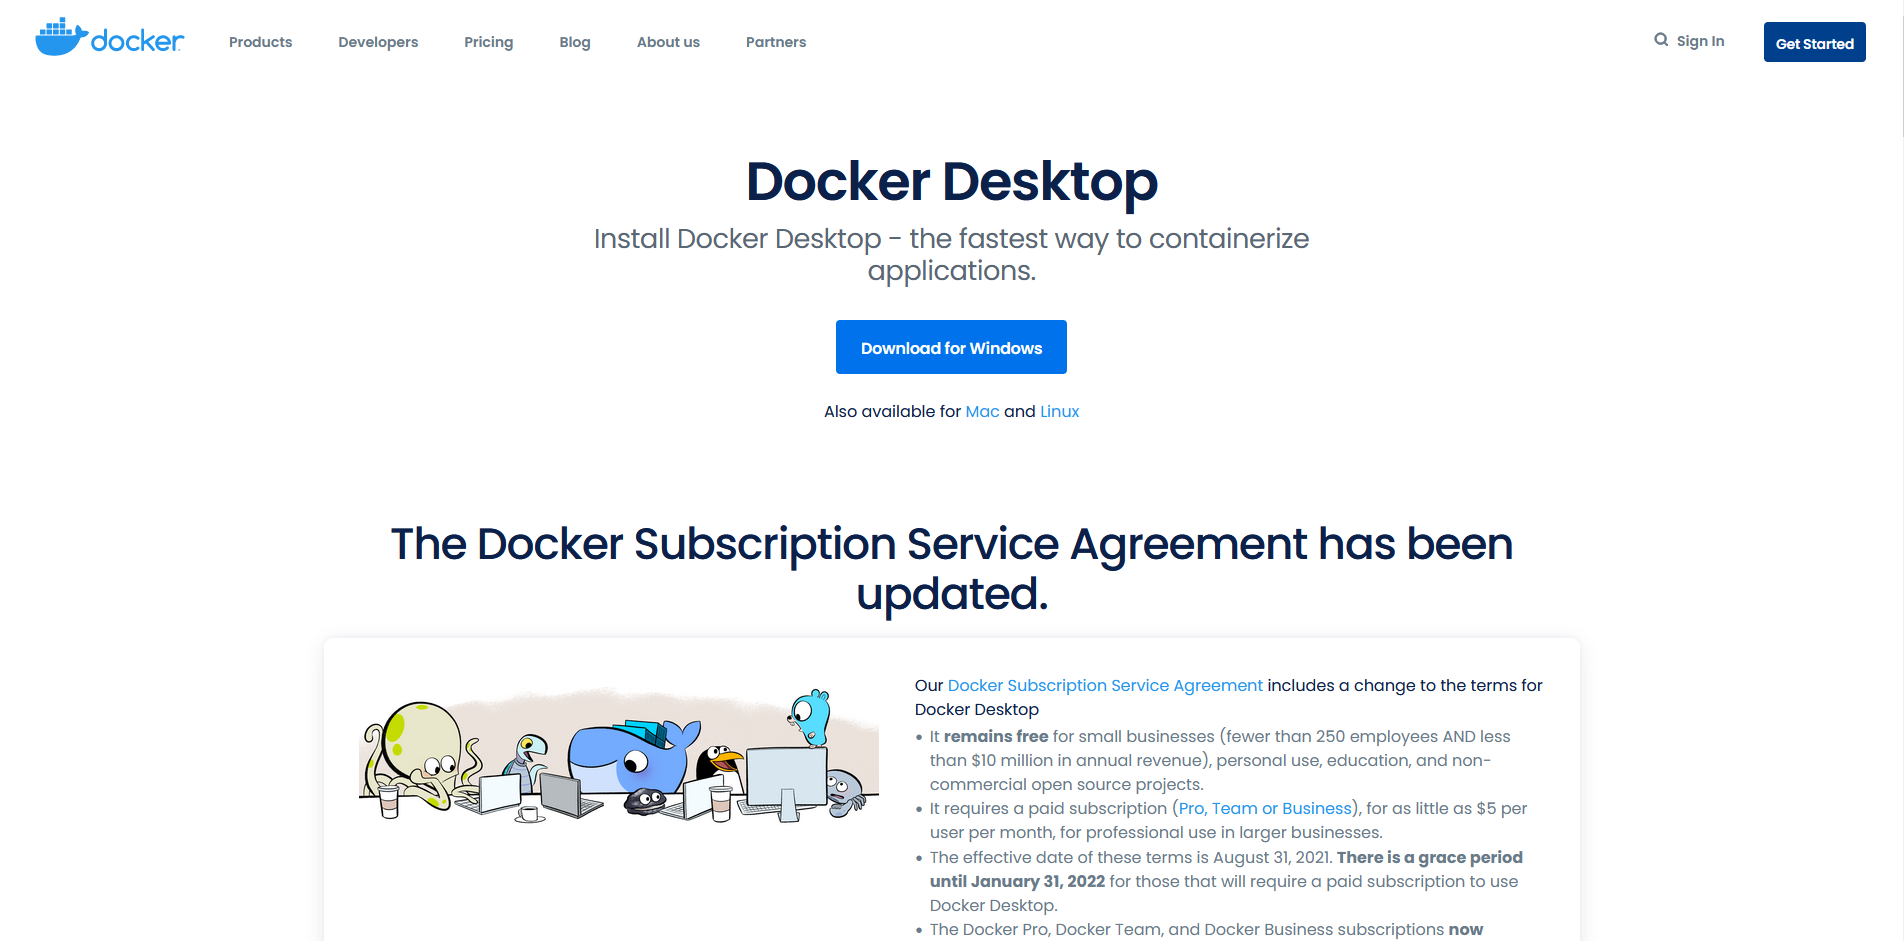 docker
Products Developers Pricing Blog About us Partners
Sign In
Get Started
Docker Desktop
Install Docker Desktop - the fastest way to containerize
applications.
Download for Windows
Also available for Mac and Linux
The Docker Subscription Service Agreement has been
updated.
Our Docker Subscription Service Agreement includes a change to the terms for
Docker Desktop
• It remains free for small businesses (fewer than 250 employees AND less
than $10 million in annual revenue), personal use, education, and non-
commercial open source projects.
• It requires a paid subscription (Pro, Team or Business), for as little as $5 per
user per month, for professional use in larger businesses.
• The effective date of these terms is August 31, 2021. There is a grace period
until January 31, 2022 for those that will require a paid subscription to use
Docker Desktop.
• The Docker Pro, Docker Team, and Docker Business subscriptions now